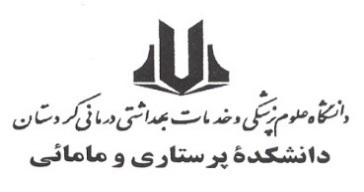 دانشگاه علوم پزشکی و خدمات بهداشتی درمانی کردستان
دانشکدهٔ پرستاری و مامائی